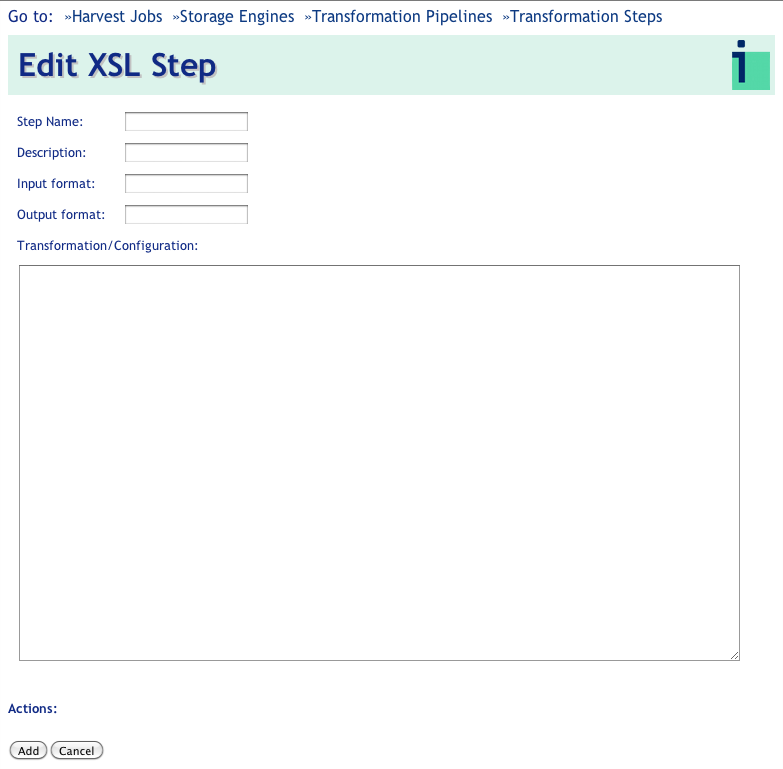 Go to: »Harvest Jobs »Storage Engines »Transformation Pipelines »Transformation Steps
Edit XSL Step
i
Step Name:
Description:
Input format:
Output format:
Transformation/Configuration:
Actions:
Add Cancel